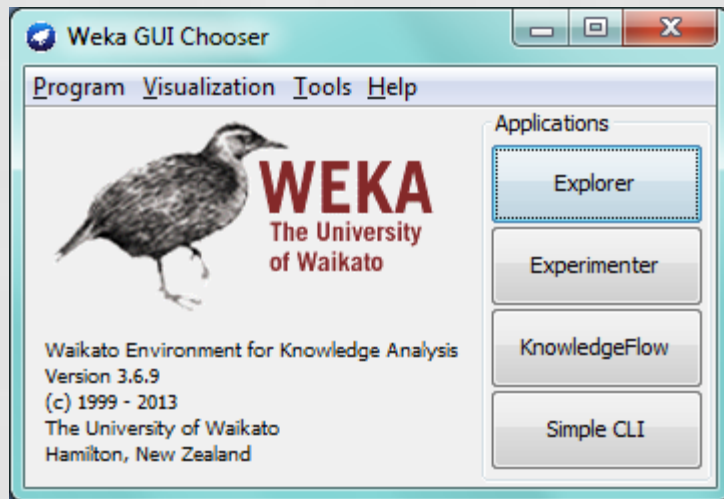 Weka GUI Chooser
Program Visualization Tools Help
WEKA
The University
of Waikato
Waikato Environment for Knowledge Analysis
Version 3.6.9
(c) 1999 - 2013
The University of Waikato
Hamilton, New Zealand
Applications
Explorer
Experimenter
KnowledgeFlow
Simple CLI